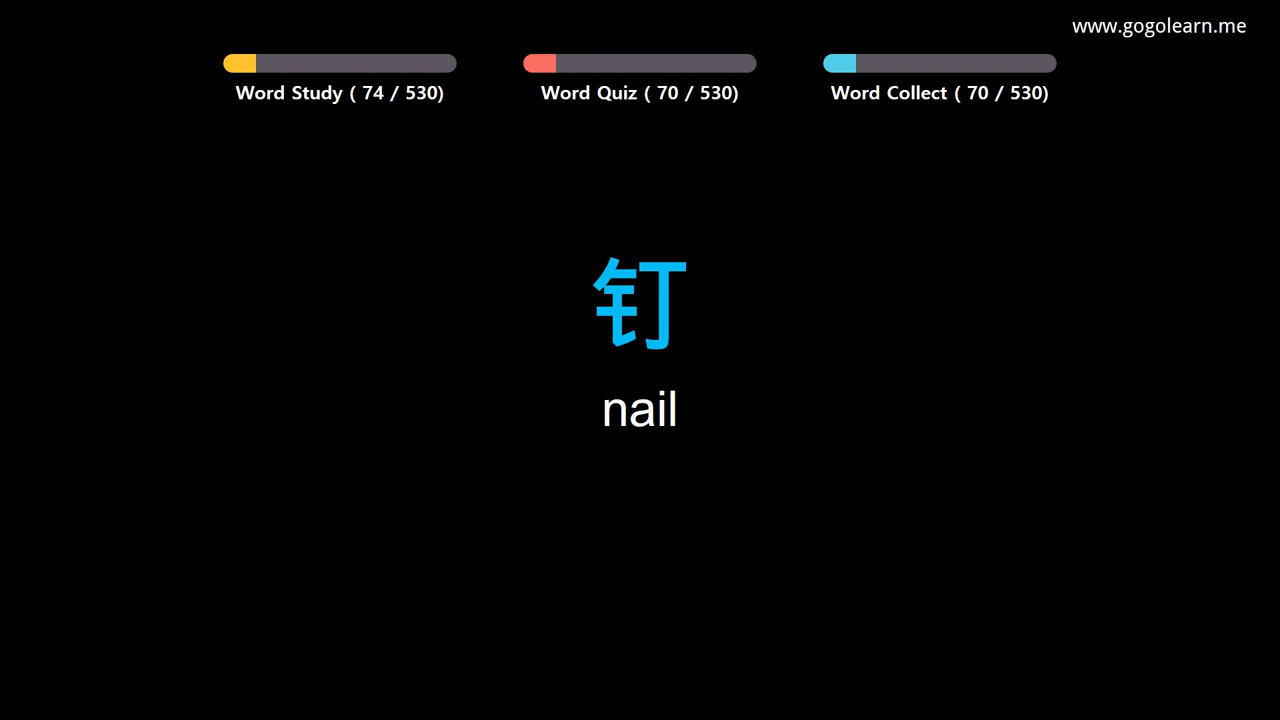 www.gogolearn.me
Word Study ( 74 / 530)
Word Quiz ( 70 / 530)
Word Collect ( 70 / 530)
钉
nail